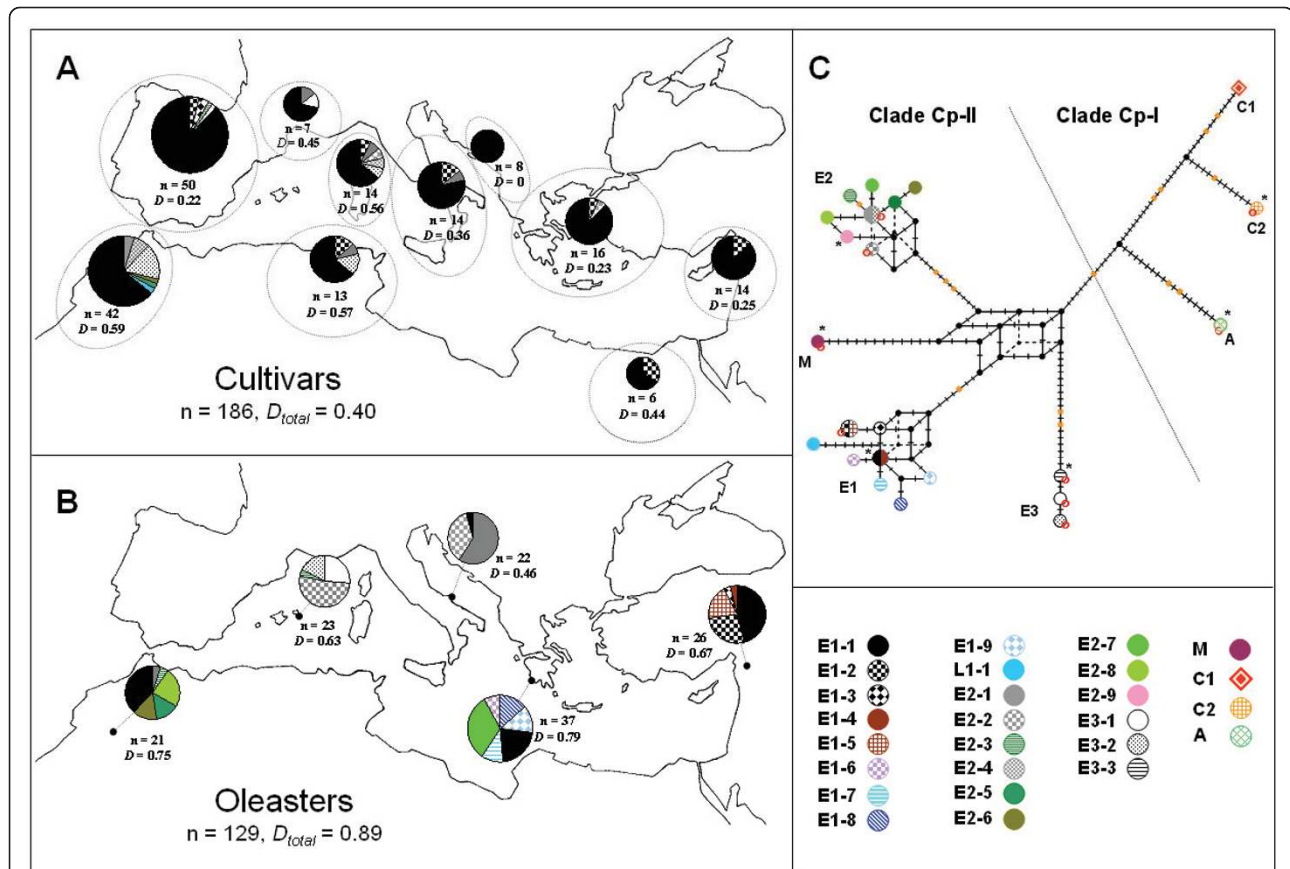 A
n = 50
D = 0.22
n = 7
D = 0.45
n = 14
D = 0.56
n = 14
D = 0.36
n = 8
D = 0
n = 16
D = 0.23
n = 14
D = 0.25
n = 42
D = 0.59
n = 13
D = 0.57
n = 6
D = 0.44
Cultivars
n = 186, Dtotal = 0.40
B
n = 22
D = 0.46
n = 23
D = 0.63
n = 26
D = 0.67
n = 37
D = 0.79
n = 21
D = 0.75
Oleasters
n = 129, Dtotal = 0.89
C
Clade Cp-II
Clade Cp-I
C1
E2
*
C2
*
*
A
*
M
*
E1
*
E3
E1-1
E1-2
E1-3
E1-4
E1-5
E1-6
E1-7
E1-8
E1-9
L1-1
E2-1
E2-2
E2-3
E2-4
E2-5
E2-6
E2-7
E2-8
E2-9
E3-1
E3-2
E3-3
M
C1
C2
A